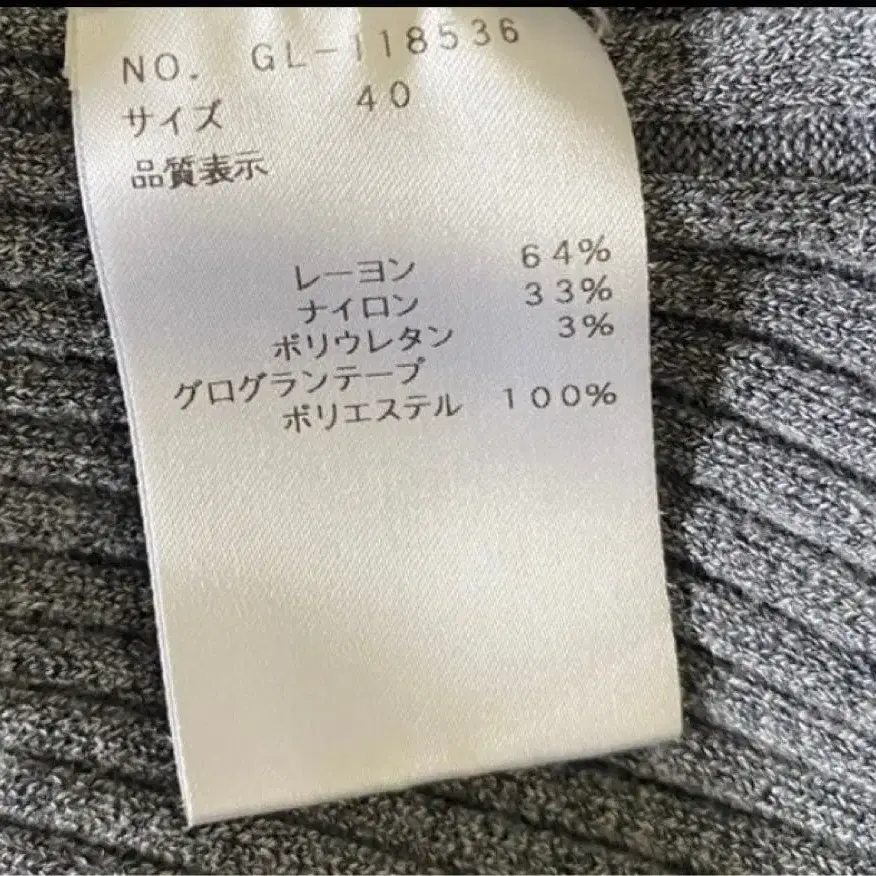 NO. GL-118536
サイズ 40
品質表示
レーヨン 64%
ナイロン 33%
ポリウレタン 3%
グログランテープ
ポリエステル 100%